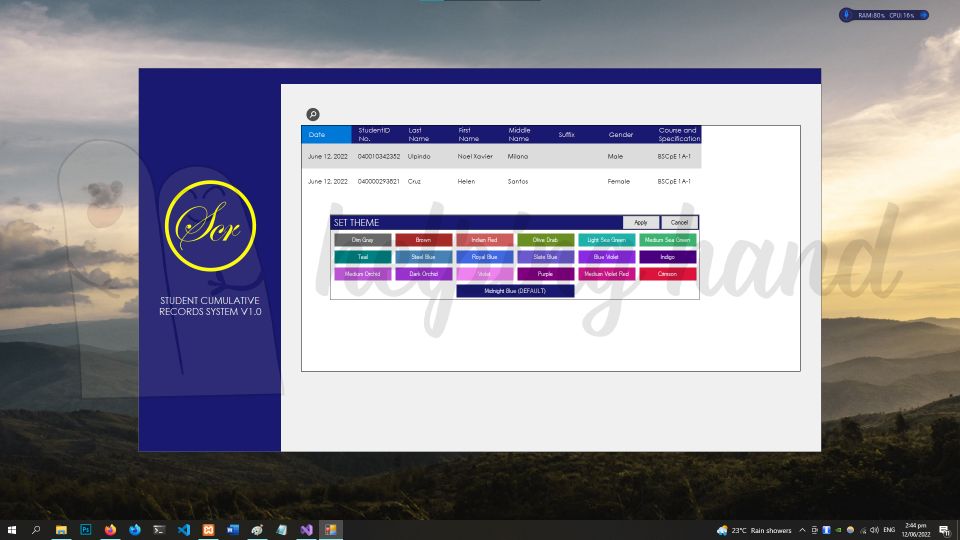 RAM:80% CPU:16%
Date
StudentID No.
Last Name
First Name
Middle Name
Suffix
Gender
Course and Specification
June 12, 2022 040010342352 Ulpindo Noel Xavier Milana Male BSCpE 1A-1
June 12, 2022 040000293821 Cruz Helen Santos Female BSCpE 1A-1
Scr
STUDENT CUMULATIVE
RECORDS SYSTEM V1.0
SET THEME Apply Cancel
Dim Gray Brown Indian Red Olive Drab Light Sea Green Medium Sea Green
Teal Steel Blue Royal Blue Slate Blue Blue Violet Indigo
Medium Orchid Dark Orchid Violet Purple Medium Violet Red Crimson
Midnight Blue (DEFAULT)
helping hand
23°C Rain showers ENG 2:44 pm
12/06/2022